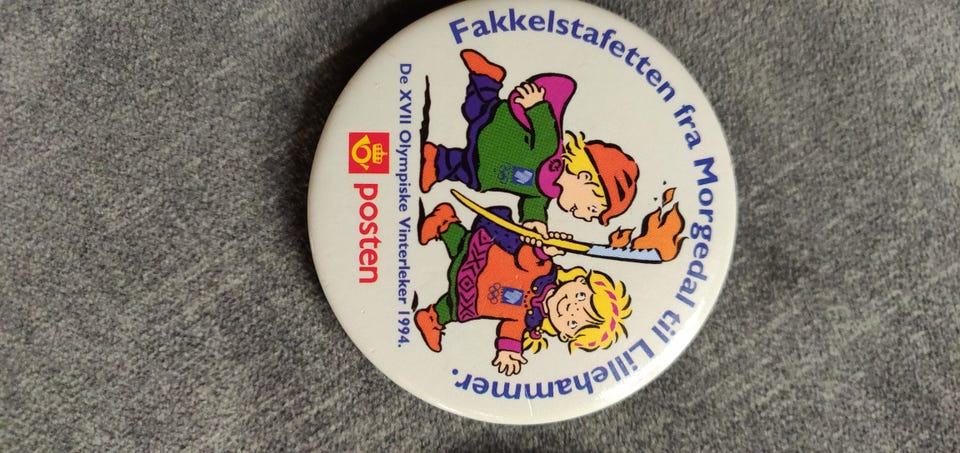 Fakkelstafetten fra Morgedal til Lillehammer.
De XVII Olympiske Vinterleker 1994.
posten